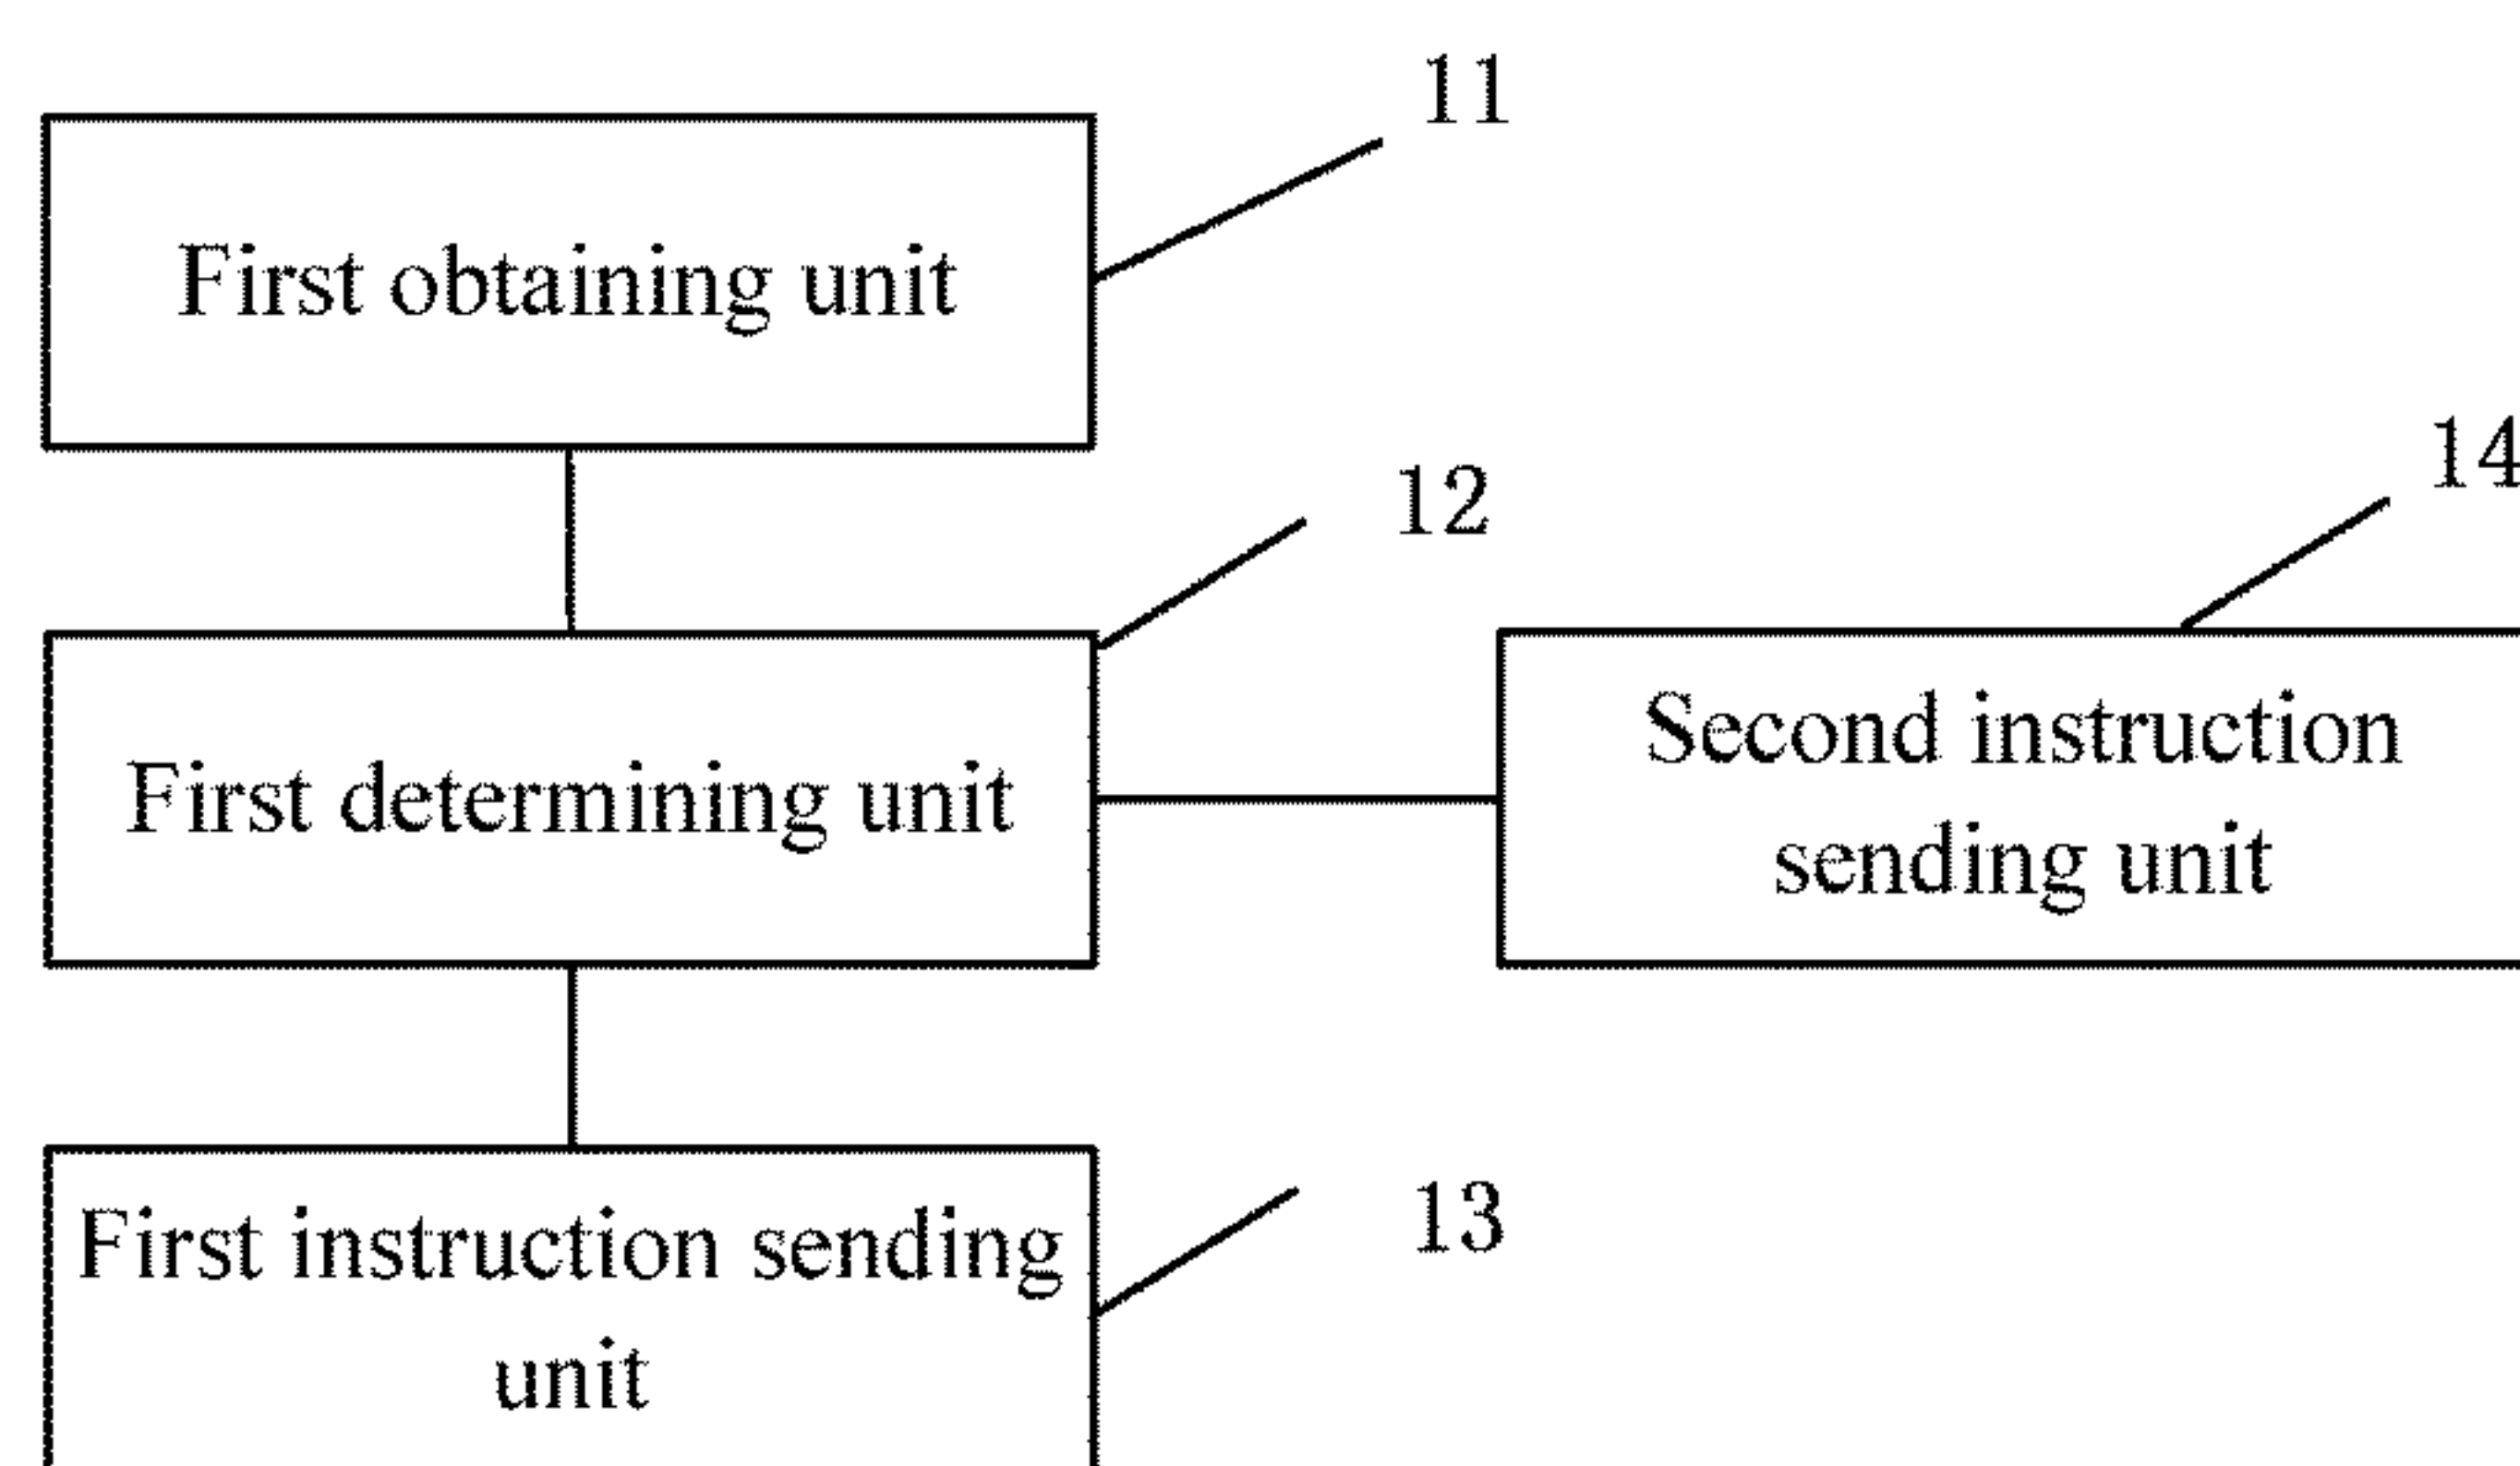 11
First obtaining unit
12
14
First determining unit
Second instruction
sending unit
13
First instruction sending
unit